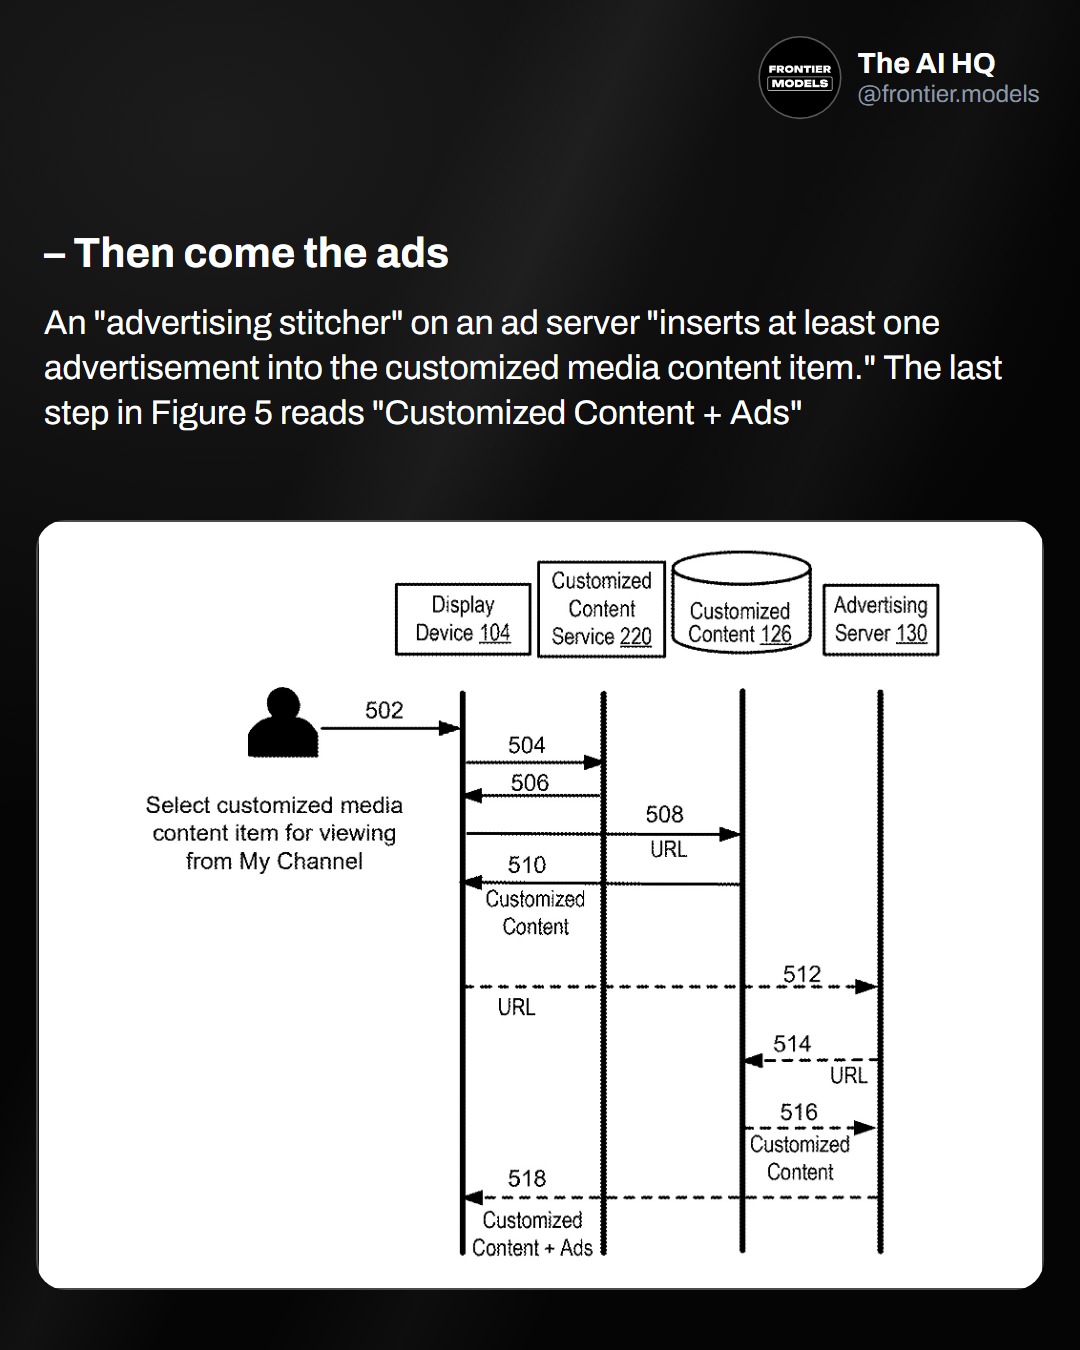 FRONTIER
MODELS
The AI HQ
@frontier.models
– Then come the ads
An "advertising stitcher" on an ad server "inserts at least one
advertisement into the customized media content item." The last
step in Figure 5 reads "Customized Content + Ads"
Display
Device 104
Customized
Content
Service 220
Customized
Content 126
Advertising
Server 130
502
Select customized media
content item for viewing
from My Channel
504
506
508
URL
510
Customized
Content
512
URL
514
URL
516
Customized
Content
518
Customized
Content + Ads